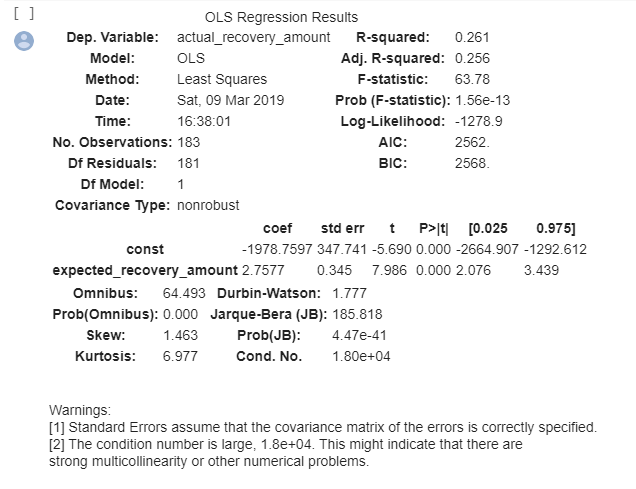 [ ]
OLS Regression Results
Dep. Variable: actual_recovery_amount R-squared: 0.261
Model: OLS Adj. R-squared: 0.256
Method: Least Squares F-statistic: 63.78
Date: Sat, 09 Mar 2019 Prob (F-statistic): 1.56e-13
Time: 16:38:01 Log-Likelihood: -1278.9
No. Observations: 183 AIC: 2562.
Df Residuals: 181 BIC: 2568.
Df Model: 1
Covariance Type: nonrobust
coef std err t P>|t| [0.025 0.975]
const -1978.7597 347.741 -5.690 0.000 -2664.907 -1292.612
expected_recovery_amount 2.7577 0.345 7.986 0.000 2.076 3.439
Omnibus: 64.493 Durbin-Watson: 1.777
Prob(Omnibus): 0.000 Jarque-Bera (JB): 185.818
Skew: 1.463 Prob(JB): 4.47e-41
Kurtosis: 6.977 Cond. No. 1.80e+04
Warnings:
[1] Standard Errors assume that the covariance matrix of the errors is correctly specified.
[2] The condition number is large, 1.8e+04. This might indicate that there are
strong multicollinearity or other numerical problems.